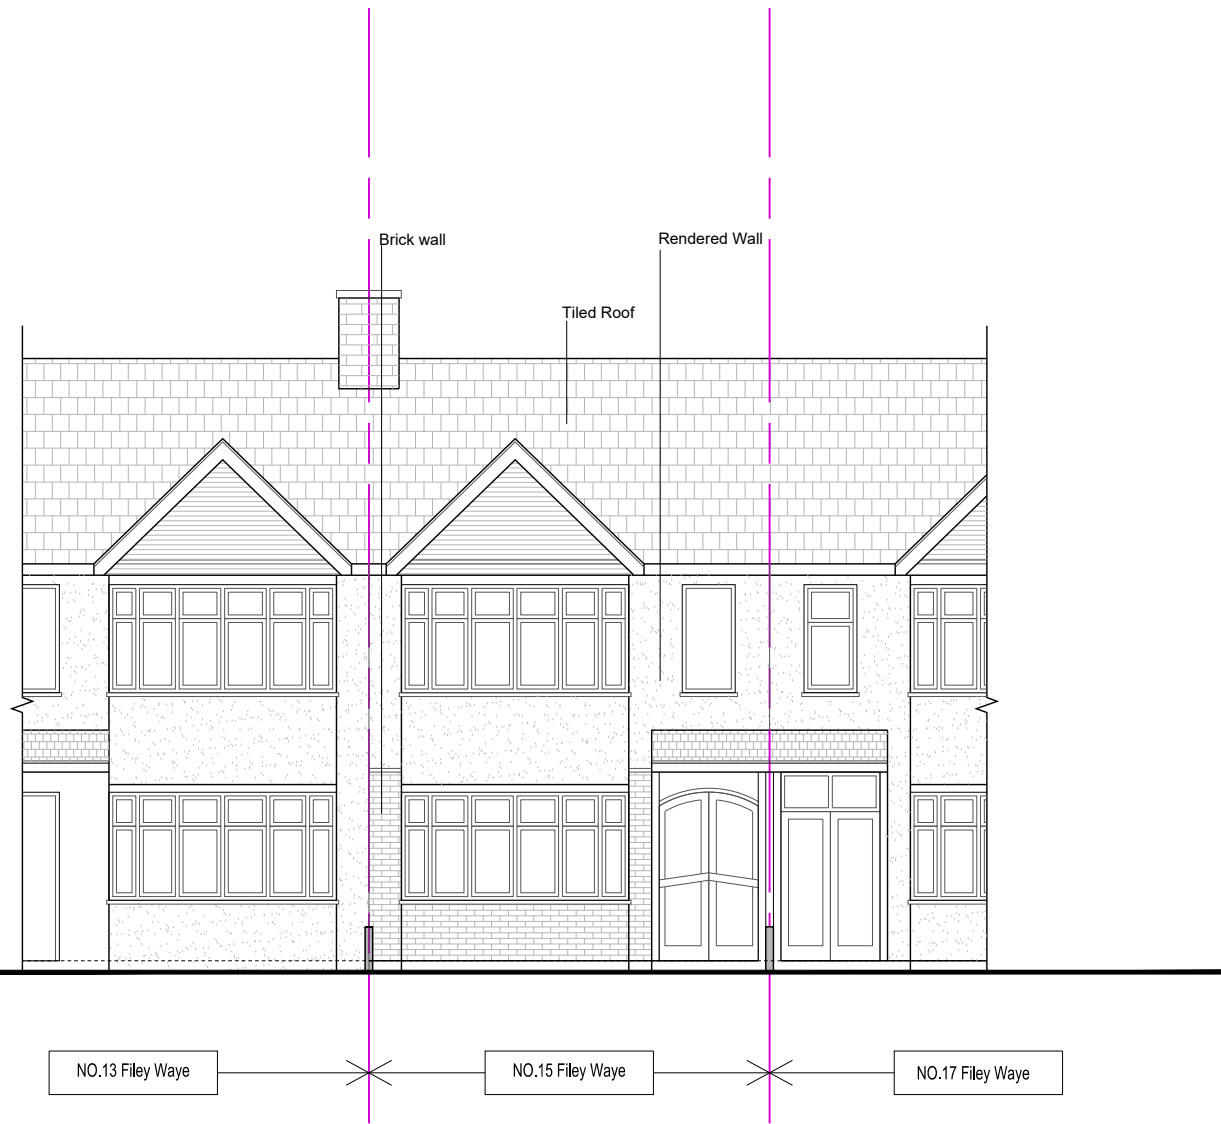 Brick wall
Rendered Wall
Tiled Roof
NO.13 Filey Waye
NO.15 Filey Waye
NO.17 Filey Waye